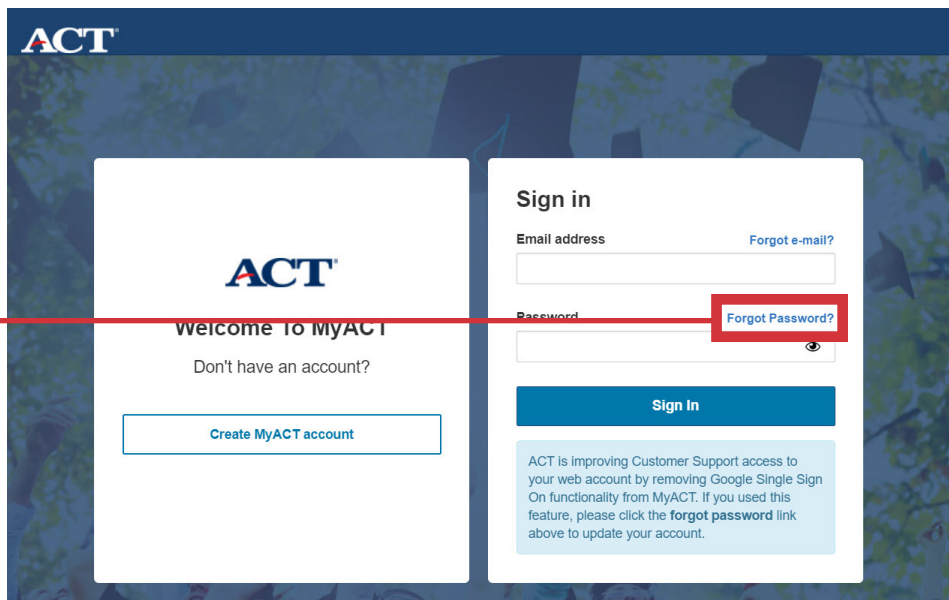 ACT®
ACT®
Welcome To MyACT
Don't have an account?
Create MyACT account
Sign in
Email address
Forgot e-mail?
Password
Forgot Password?
Sign In
ACT is improving Customer Support access to
your web account by removing Google Single Sign
On functionality from MyACT. If you used this
feature, please click the forgot password link
above to update your account.